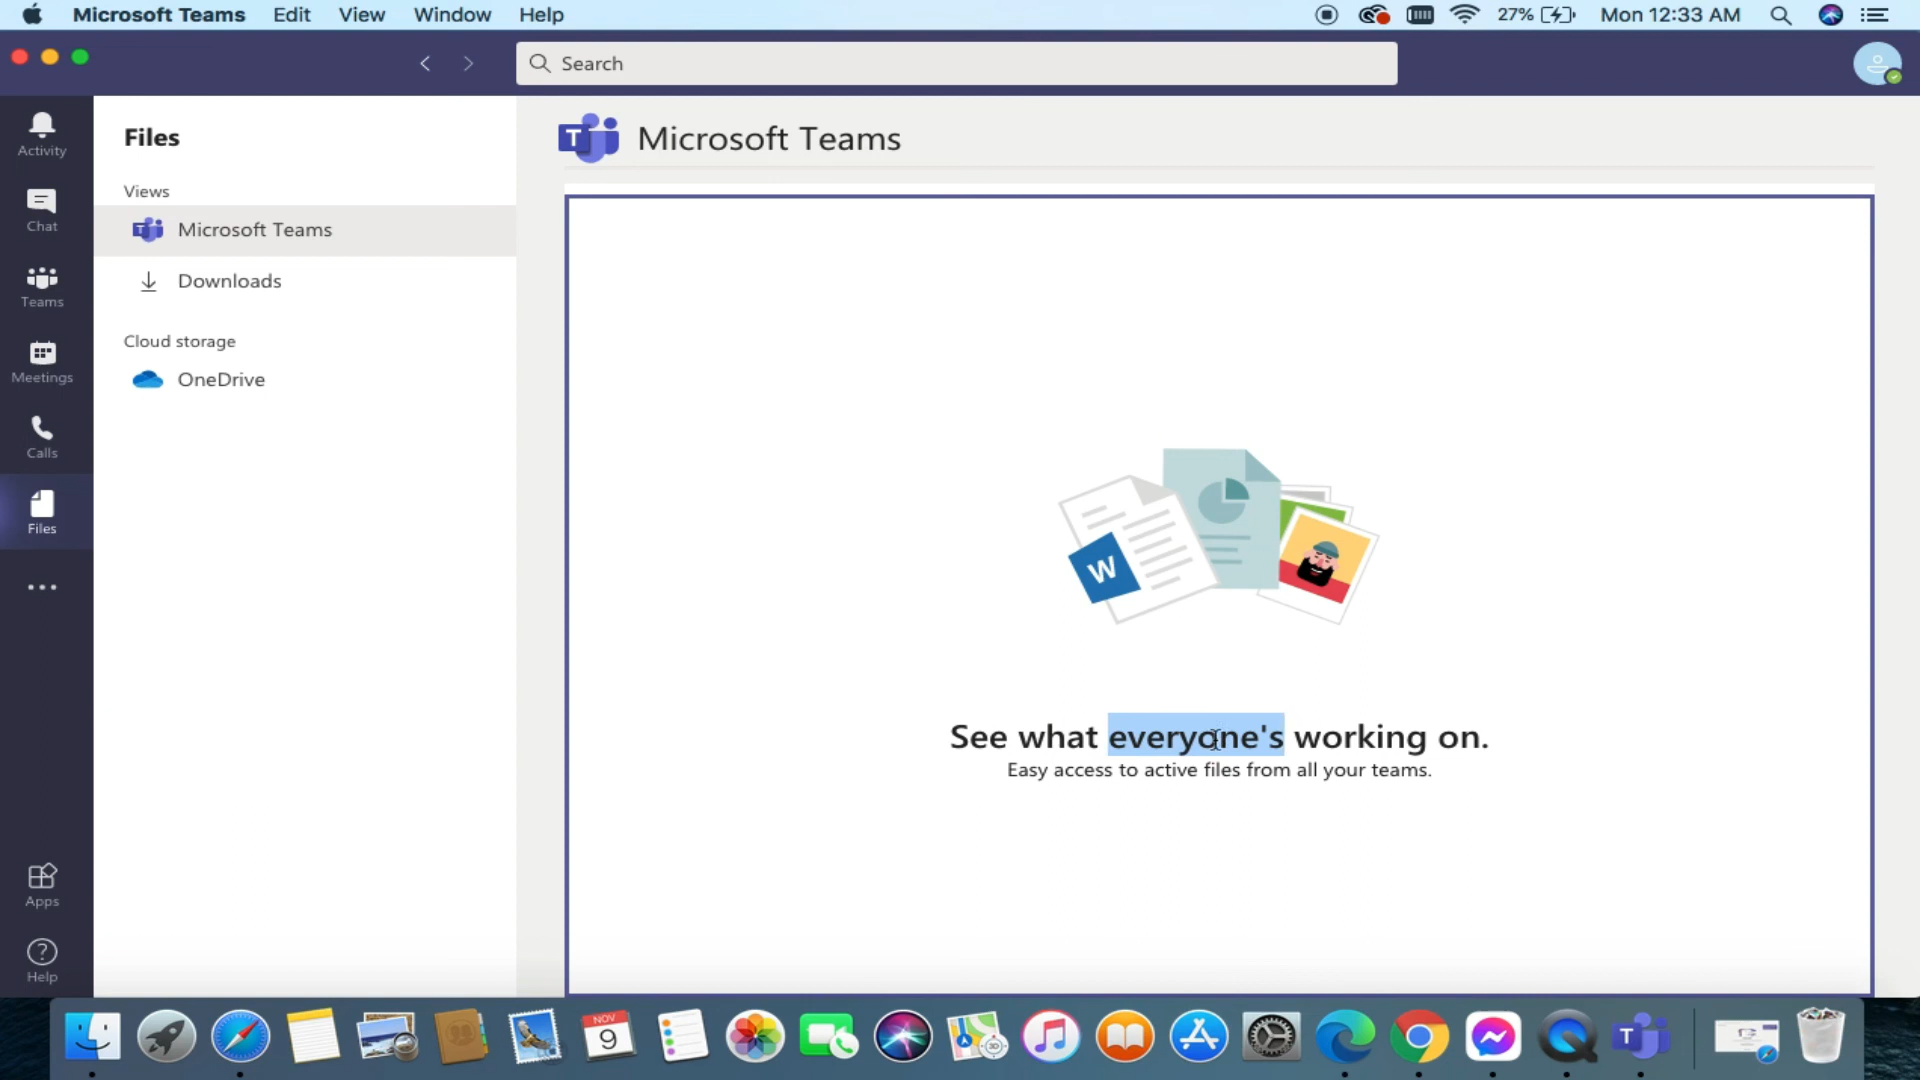 Microsoft Teams Edit View Window Help 27% Mon 12:33 AM
Search
Activity
Chat
Teams
Meetings
Calls
Files
Apps
Help
Files
Views
Microsoft Teams
Downloads
Cloud storage
OneDrive
T Microsoft Teams
W
See what everyone's working on.
Easy access to active files from all your teams.
NOV
9
3D
T